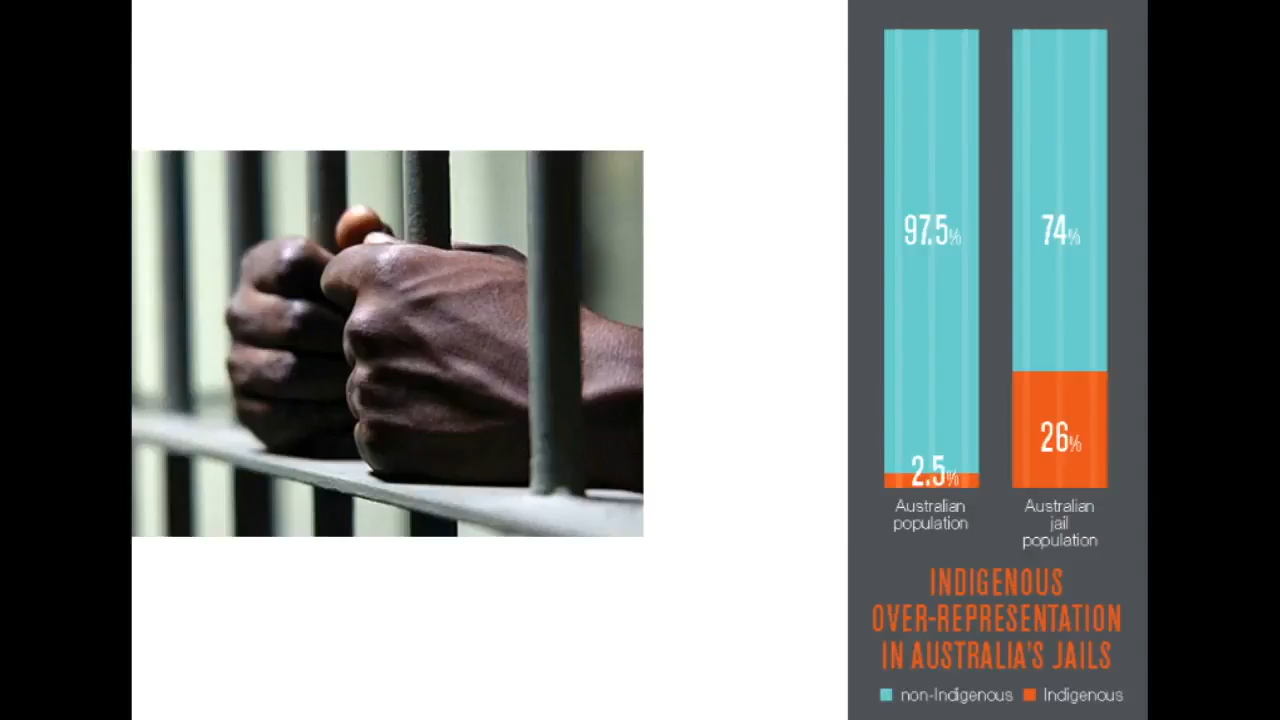 97.5%
74%
26%
2.5%
Australian
population
Australian
jail
population
INDIGENOUS
OVER-REPRESENTATION
IN AUSTRALIA'S JAILS
non-Indigenous
Indigenous